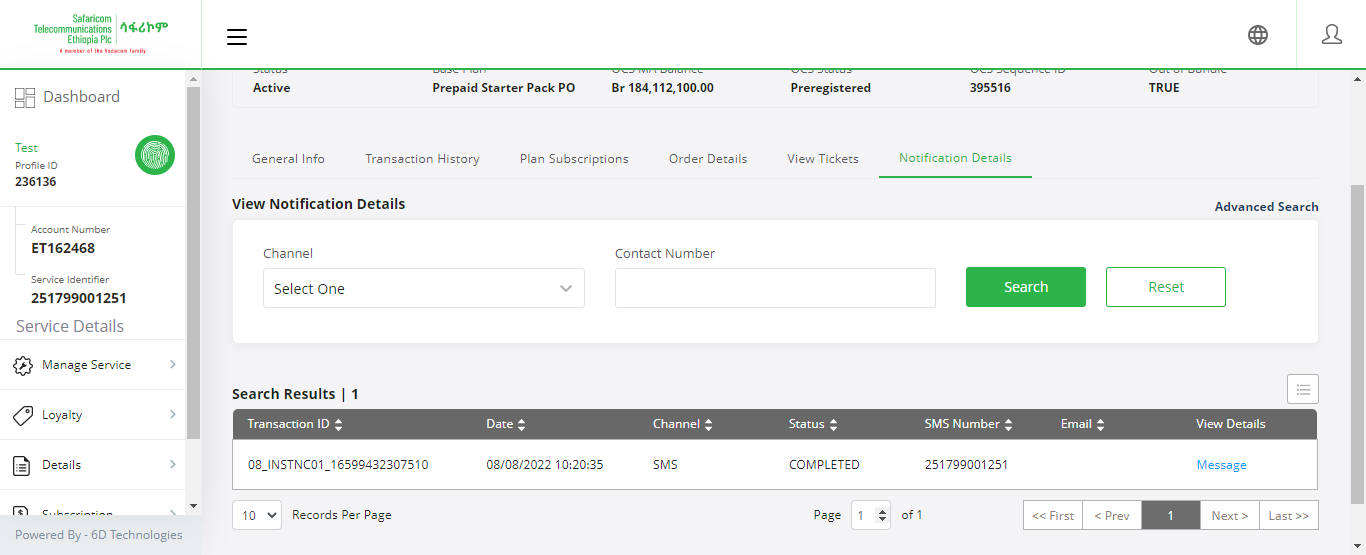 Safaricom
Telecommunications
Ethiopia Plc
ሳፋሪኮም
A member of the Vodacom family
Dashboard
Test
Profile ID
236136
Account Number
ET162468
Service Identifier
251799001251
Service Details
Manage Service
Loyalty
Details
Subscription
Powered By - 6D Technologies
Status Base Plan OCS MA Balance OCS Status OCS Sequence ID Out of Bundle
Active Prepaid Starter Pack PO Br 184,112,100.00 Preregistered 395516 TRUE
General Info Transaction History Plan Subscriptions Order Details View Tickets Notification Details
View Notification Details Advanced Search
Channel Contact Number
Select One Search Reset
Search Results | 1
Transaction ID Date Channel Status SMS Number Email View Details
08_INSTNC01_16599432307510 08/08/2022 10:20:35 SMS COMPLETED 251799001251 Message
10 Records Per Page Page 1 of 1 << First < Prev 1 Next > Last >>